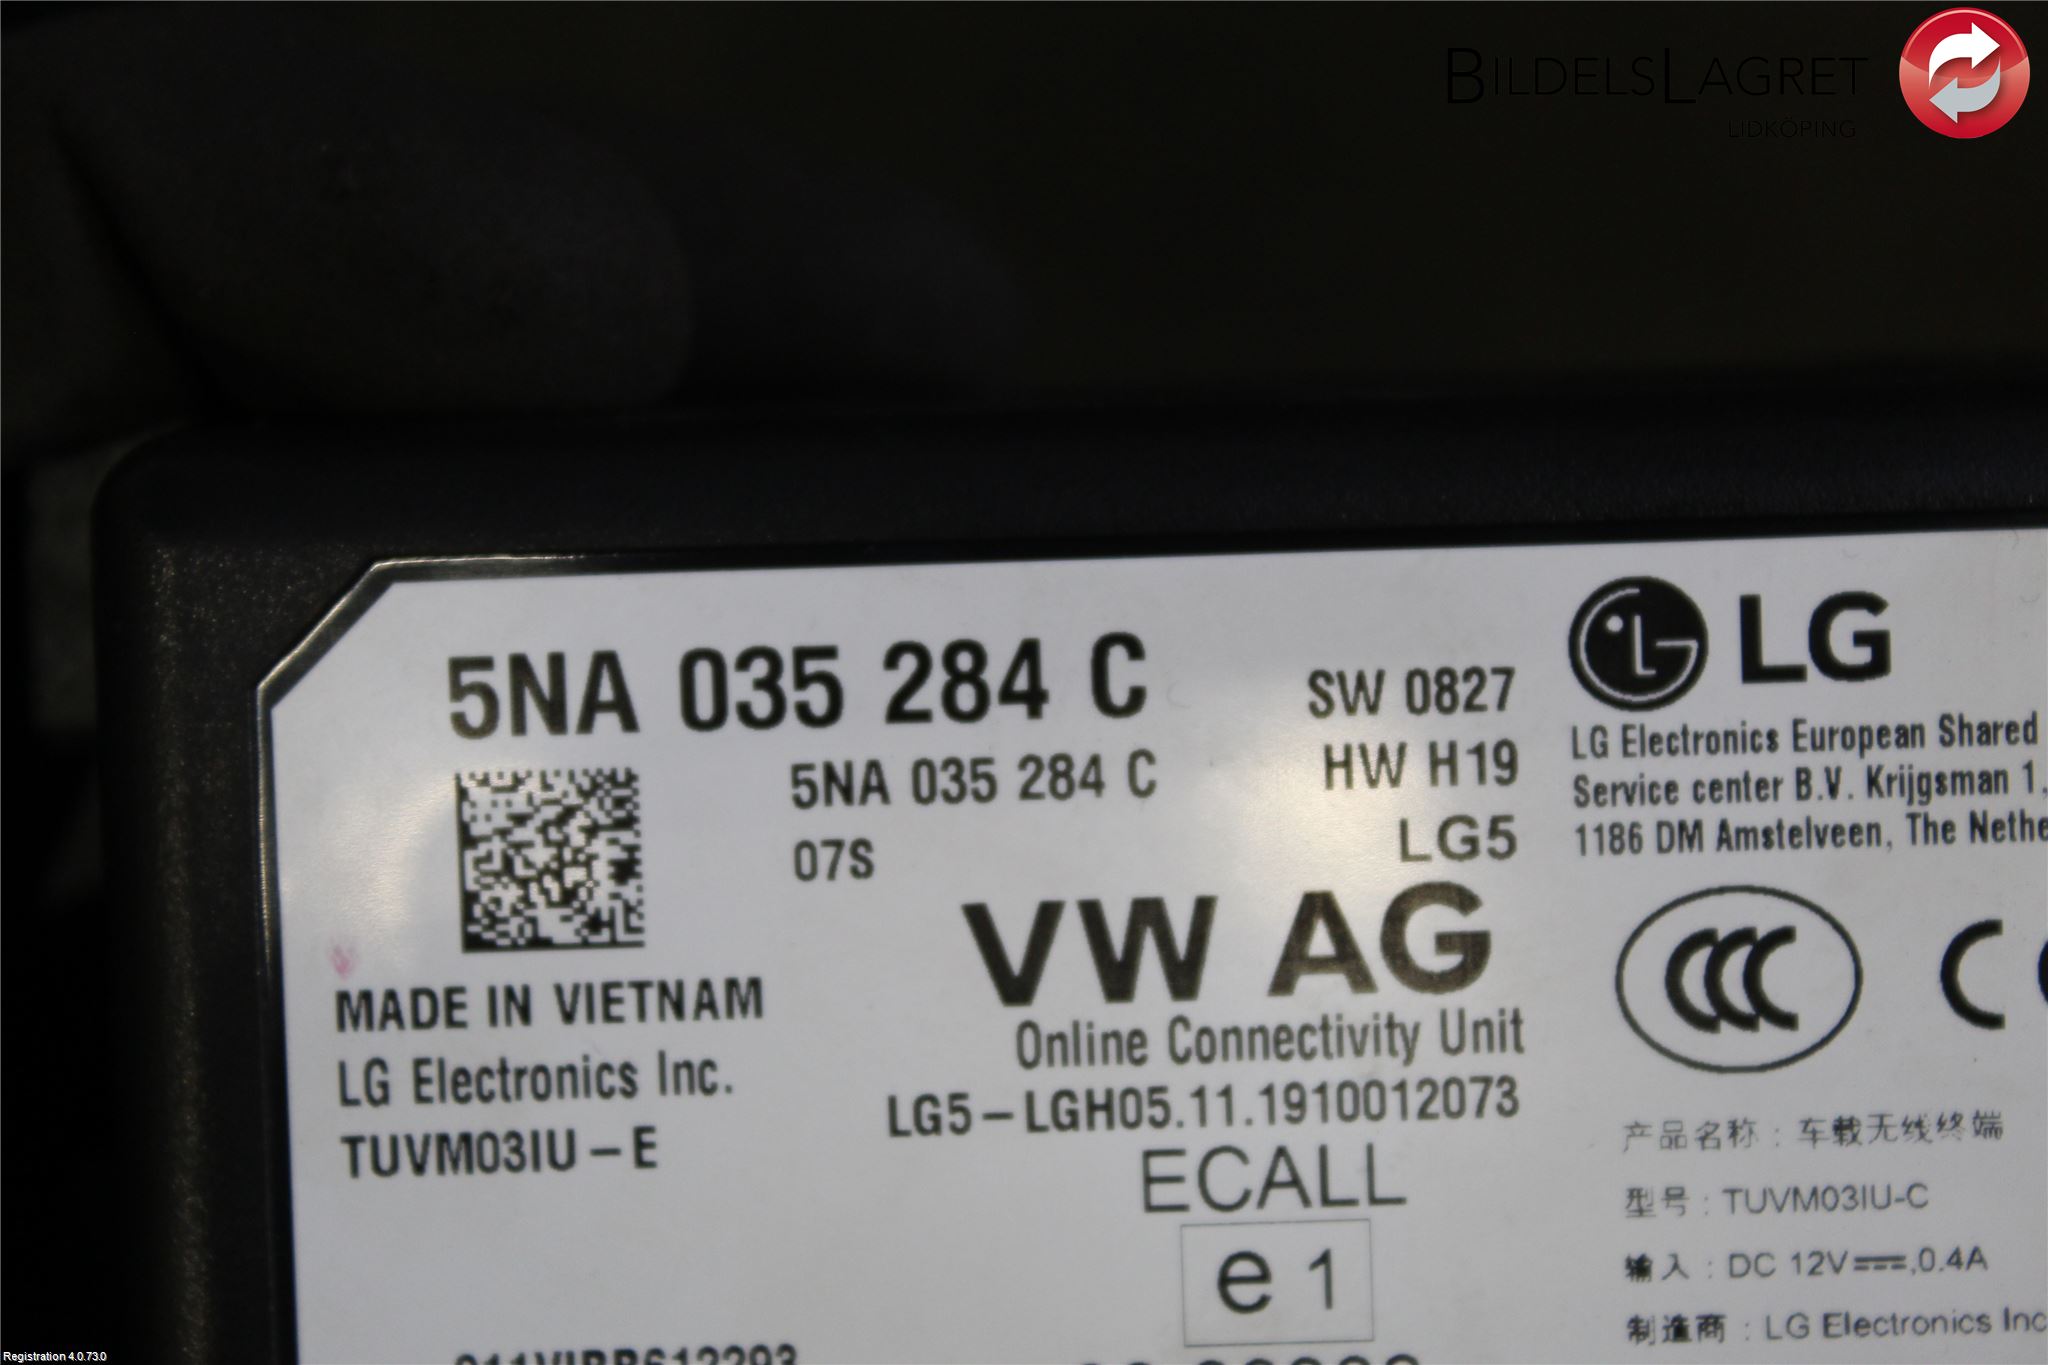 BILDELSLAGRET
LIDKÖPING
5NA 035 284 C
5NA 035 284 C
07S
SW 0827
HW H19
LG5
LG
LG Electronics European Shared
Service center B.V. Krijgsman 1,
1186 DM Amstelveen, The Nethe
VW AG
Online Connectivity Unit
LG5-LGH05.11.1910012073
ECALL
e 1
MADE IN VIETNAM
LG Electronics Inc.
TUVM03IU-E
CCC
产品名称：车载无线终端
型号：TUVM03IU-C
输入：DC 12V⎓,0.4A
制造商：LG Electronics Inc
Registration 4.0.73.0